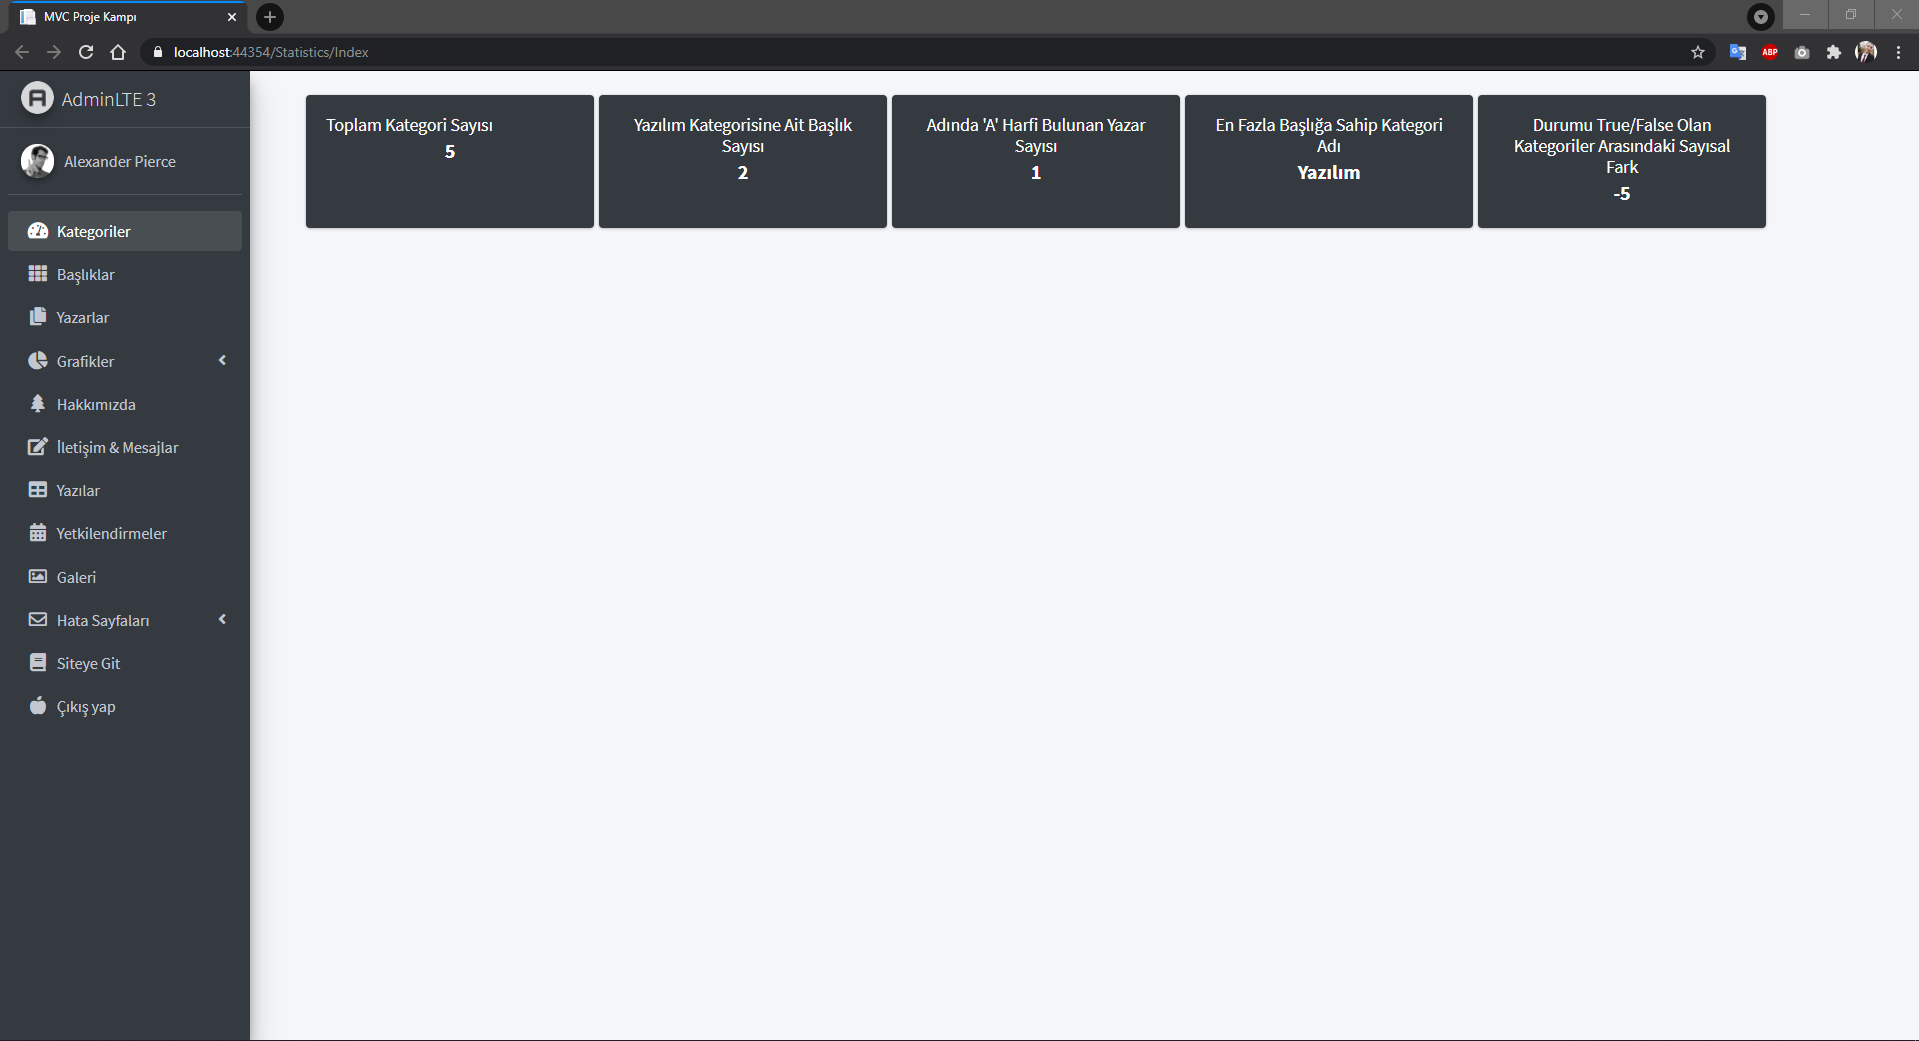 MVC Proje Kampı
localhost:44354/Statistics/Index
ABP
AdminLTE 3
Alexander Pierce
Kategoriler
Başlıklar
Yazarlar
Grafikler
Hakkımızda
İletişim & Mesajlar
Yazılar
Yetkilendirmeler
Galeri
Hata Sayfaları
Siteye Git
Çıkış yap
Toplam Kategori Sayısı
5
Yazılım Kategorisine Ait Başlık
Sayısı
2
Adında 'A' Harfi Bulunan Yazar
Sayısı
1
En Fazla Başlığa Sahip Kategori
Adı
Yazılım
Durumu True/False Olan
Kategoriler Arasındaki Sayısal
Fark
-5